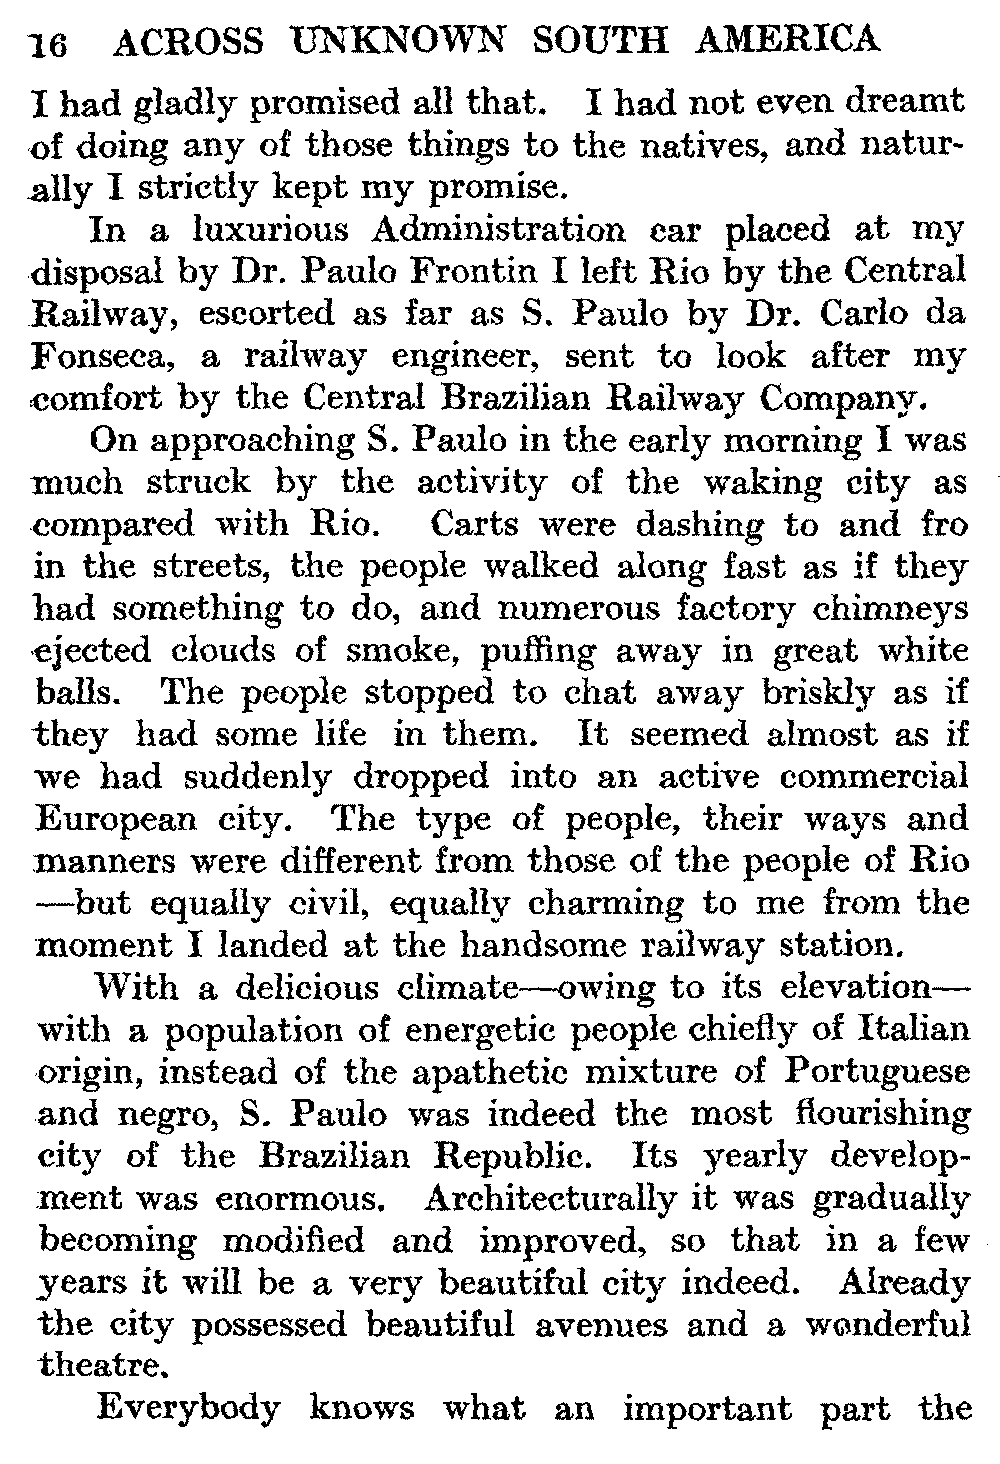 16 ACROSS UNKNOWN SOUTH AMERICA
I had gladly promised all that. I had not even dreamt
of doing any of those things to the natives, and natur-
ally I strictly kept my promise.
In a luxurious Administration car placed at my
disposal by Dr. Paulo Frontin I left Rio by the Central
Railway, escorted as far as S. Paulo by Dr. Carlo da
Fonseca, a railway engineer, sent to look after my
comfort by the Central Brazilian Railway Company.
On approaching S. Paulo in the early morning I was
much struck by the activity of the waking city as
compared with Rio. Carts were dashing to and fro
in the streets, the people walked along fast as if they
had something to do, and numerous factory chimneys
ejected clouds of smoke, puffing away in great white
balls. The people stopped to chat away briskly as if
they had some life in them. It seemed almost as if
we had suddenly dropped into an active commercial
European city. The type of people, their ways and
manners were different from those of the people of Rio
—but equally civil, equally charming to me from the
moment I landed at the handsome railway station.
With a delicious climate—owing to its elevation—
with a population of energetic people chiefly of Italian
origin, instead of the apathetic mixture of Portuguese
and negro, S. Paulo was indeed the most flourishing
city of the Brazilian Republic. Its yearly develop-
ment was enormous. Architecturally it was gradually
becoming modified and improved, so that in a few
years it will be a very beautiful city indeed. Already
the city possessed beautiful avenues and a wonderful
theatre.
Everybody knows what an important part the